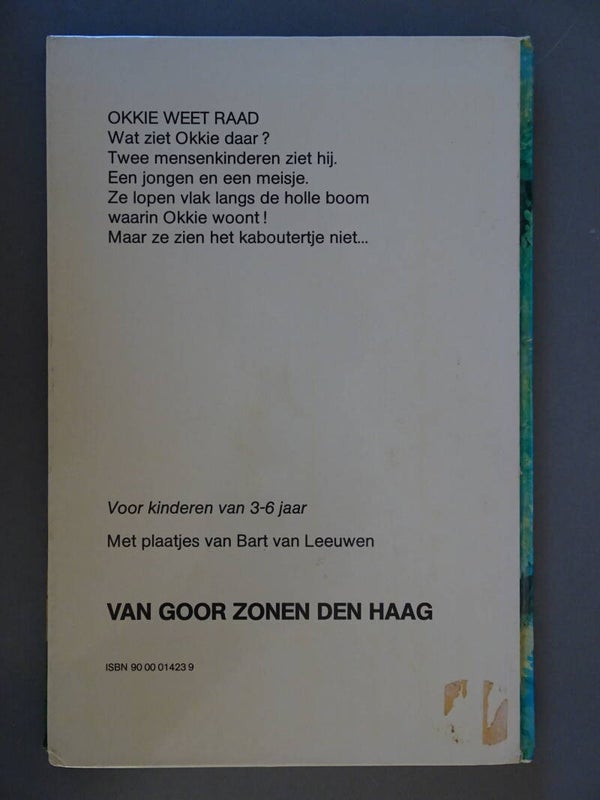 OKKIE WEET RAAD
Wat ziet Okkie daar?
Twee mensenkinderen ziet hij.
Een jongen en een meisje.
Ze lopen vlak langs de holle boom
waarin Okkie woont!
Maar ze zien het kaboutertje niet...
Voor kinderen van 3-6 jaar
Met plaatjes van Bart van Leeuwen
VAN GOOR ZONEN DEN HAAG
ISBN 90 00 01423 9